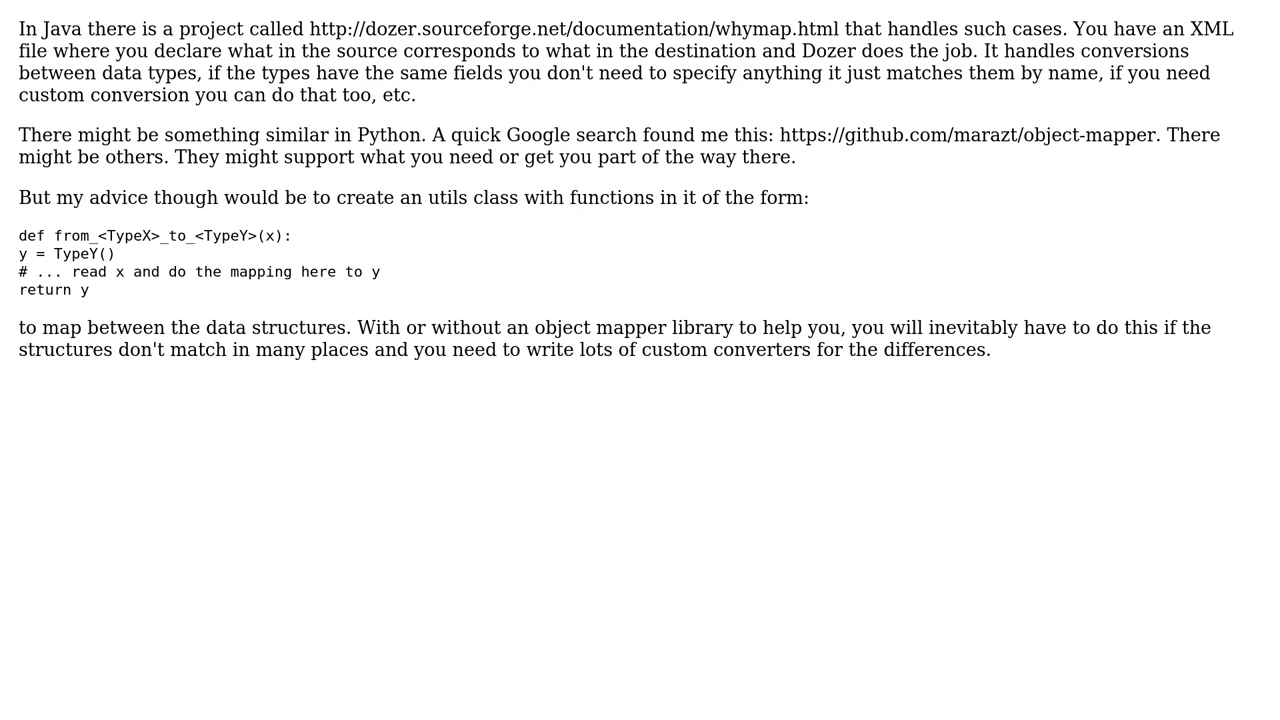 In Java there is a project called http://dozer.sourceforge.net/documentation/whymap.html that handles such cases. You have an XML
file where you declare what in the source corresponds to what in the destination and Dozer does the job. It handles conversions
between data types, if the types have the same fields you don't need to specify anything it just matches them by name, if you need
custom conversion you can do that too, etc.
There might be something similar in Python. A quick Google search found me this: https://github.com/marazt/object-mapper. There
might be others. They might support what you need or get you part of the way there.
But my advice though would be to create an utils class with functions in it of the form:
def from_<TypeX>_to_<TypeY>(x):
y = TypeY()
# ... read x and do the mapping here to y
return y
to map between the data structures. With or without an object mapper library to help you, you will inevitably have to do this if the
structures don't match in many places and you need to write lots of custom converters for the differences.